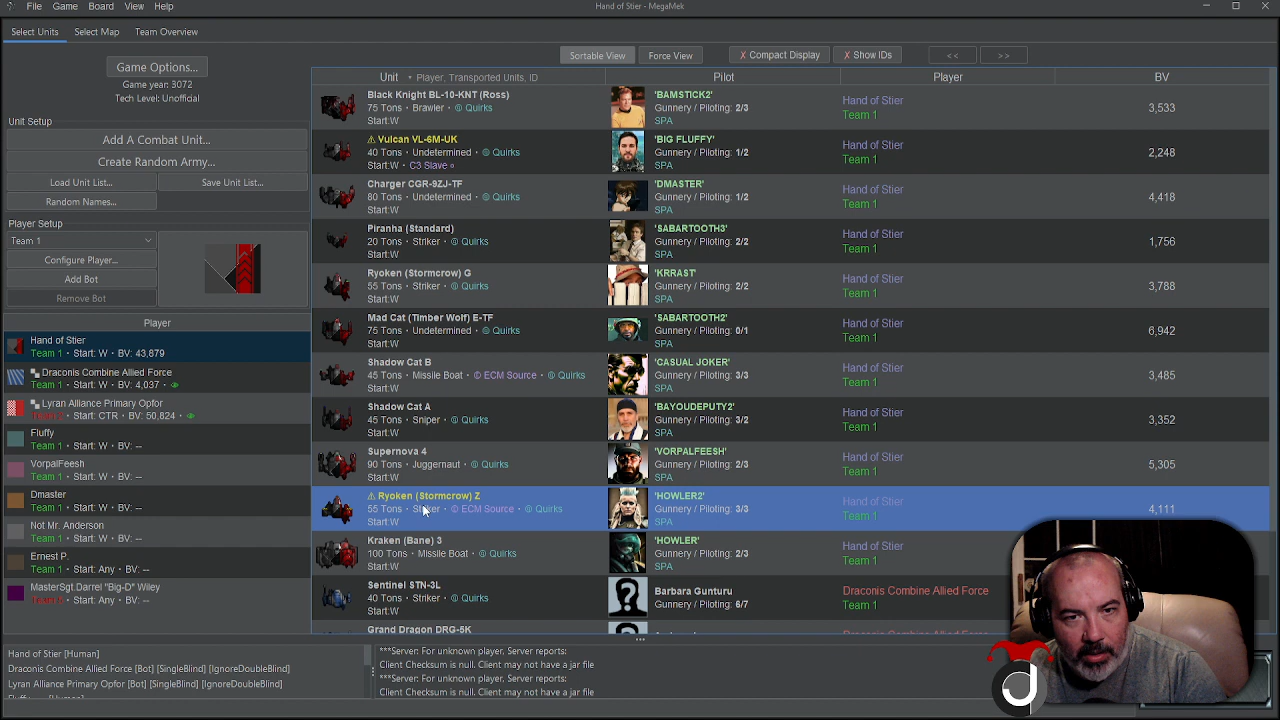 File Game Board View Help
Hand of Stier - MegaMek
Select Units Select Map Team Overview
Game Options...
Game year: 3072
Tech Level: Unofficial
Unit Setup
Add A Combat Unit...
Create Random Army...
Load Unit List... Save Unit List...
Random Names...
Player Setup
Team 1
Configure Player...
Add Bot
Remove Bot
Player
Hand of Stier
Team 1 • Start: W • BV: 43,879
Draconis Combine Allied Force
Team 1 • Start: W • BV: 4,037 •
Lyran Alliance Primary Opfor
Start: CTR • BV: 50,824 •
Fluffy
Team 1 • Start: W • BV: --
VorpalFeesh
Team 1 • Start: W • BV: --
Dmaster
Team 1 • Start: W • BV: --
Not Mr. Anderson
Team 1 • Start: W • BV: --
Ernest P.
Team 1 • Start: Any • BV: --
MasterSgt.Darrel "Big-D" Wiley
Start: Any • BV: --
Hand of Stier [Human]
Draconis Combine Allied Force [Bot] [SingleBlind] [IgnoreDoubleBlind]
Lyran Alliance Primary Opfor [Bot] [SingleBlind] [IgnoreDoubleBlind]
Sortable View Force View ✗ Compact Display ✗ Show IDs << >>
Unit Player, Transported Units, ID Pilot Player BV
Black Knight BL-10-KNT (Ross) 'BAMSTICK2'
75 Tons • Brawler • Quirks Gunnery / Piloting: 2/3 Hand of Stier 3,533
Start:W SPA Team 1
⚠ Vulcan VL-6M-UK 'BIG FLUFFY'
40 Tons • Undetermined • Quirks Gunnery / Piloting: 1/2 Hand of Stier 2,248
Start:W • C3 Slave SPA Team 1
Charger CGR-9ZJ-TF 'DMASTER'
80 Tons • Undetermined • Quirks Gunnery / Piloting: 1/2 Hand of Stier 4,418
Start:W SPA Team 1
Piranha (Standard) 'SABARTOOTH3'
20 Tons • Striker • Quirks Gunnery / Piloting: 2/2 Hand of Stier 1,756
Start:W SPA Team 1
Ryoken (Stormcrow) G 'KRRAST'
55 Tons • Striker • Quirks Gunnery / Piloting: 2/2 Hand of Stier 3,788
Start:W SPA Team 1
Mad Cat (Timber Wolf) E-TF 'SABARTOOTH2'
75 Tons • Undetermined • Quirks Gunnery / Piloting: 0/1 Hand of Stier 6,942
Start:W SPA Team 1
Shadow Cat B 'CASUAL JOKER'
45 Tons • Missile Boat • ECM Source • Quirks Gunnery / Piloting: 3/3 Hand of Stier 3,485
Start:W SPA Team 1
Shadow Cat A 'BAYOUDEPUTY2'
45 Tons • Sniper • Quirks Gunnery / Piloting: 2/2 Hand of Stier 3,352
Start:W SPA Team 1
Supernova 4 'VORPALFEESH'
90 Tons • Juggernaut • Quirks Gunnery / Piloting: 2/3 Hand of Stier 5,305
Start:W SPA Team 1
⚠ Ryoken (Stormcrow) Z 'HOWLER2'
55 Tons • Striker • ECM Source • Quirks Gunnery / Piloting: 3/3 Hand of Stier 4,111
Start:W SPA Team 1
Kraken (Bane) 3 'HOWLER'
100 Tons • Missile Boat • Quirks Gunnery / Piloting: 2/3 Hand of Stier
Start:W SPA Team 1
Sentinel STN-3L Barbara Gunturu Draconis Combine Allied Force
40 Tons • Striker • Quirks Gunnery / Piloting: 6/7 Team 1
Start:W
Grand Dragon DRG-5K
***Server: For unknown player, Server reports:
Client Checksum is null. Client may not have a jar file
***Server: For unknown player, Server reports:
Client Checksum is null. Client may not have a jar file